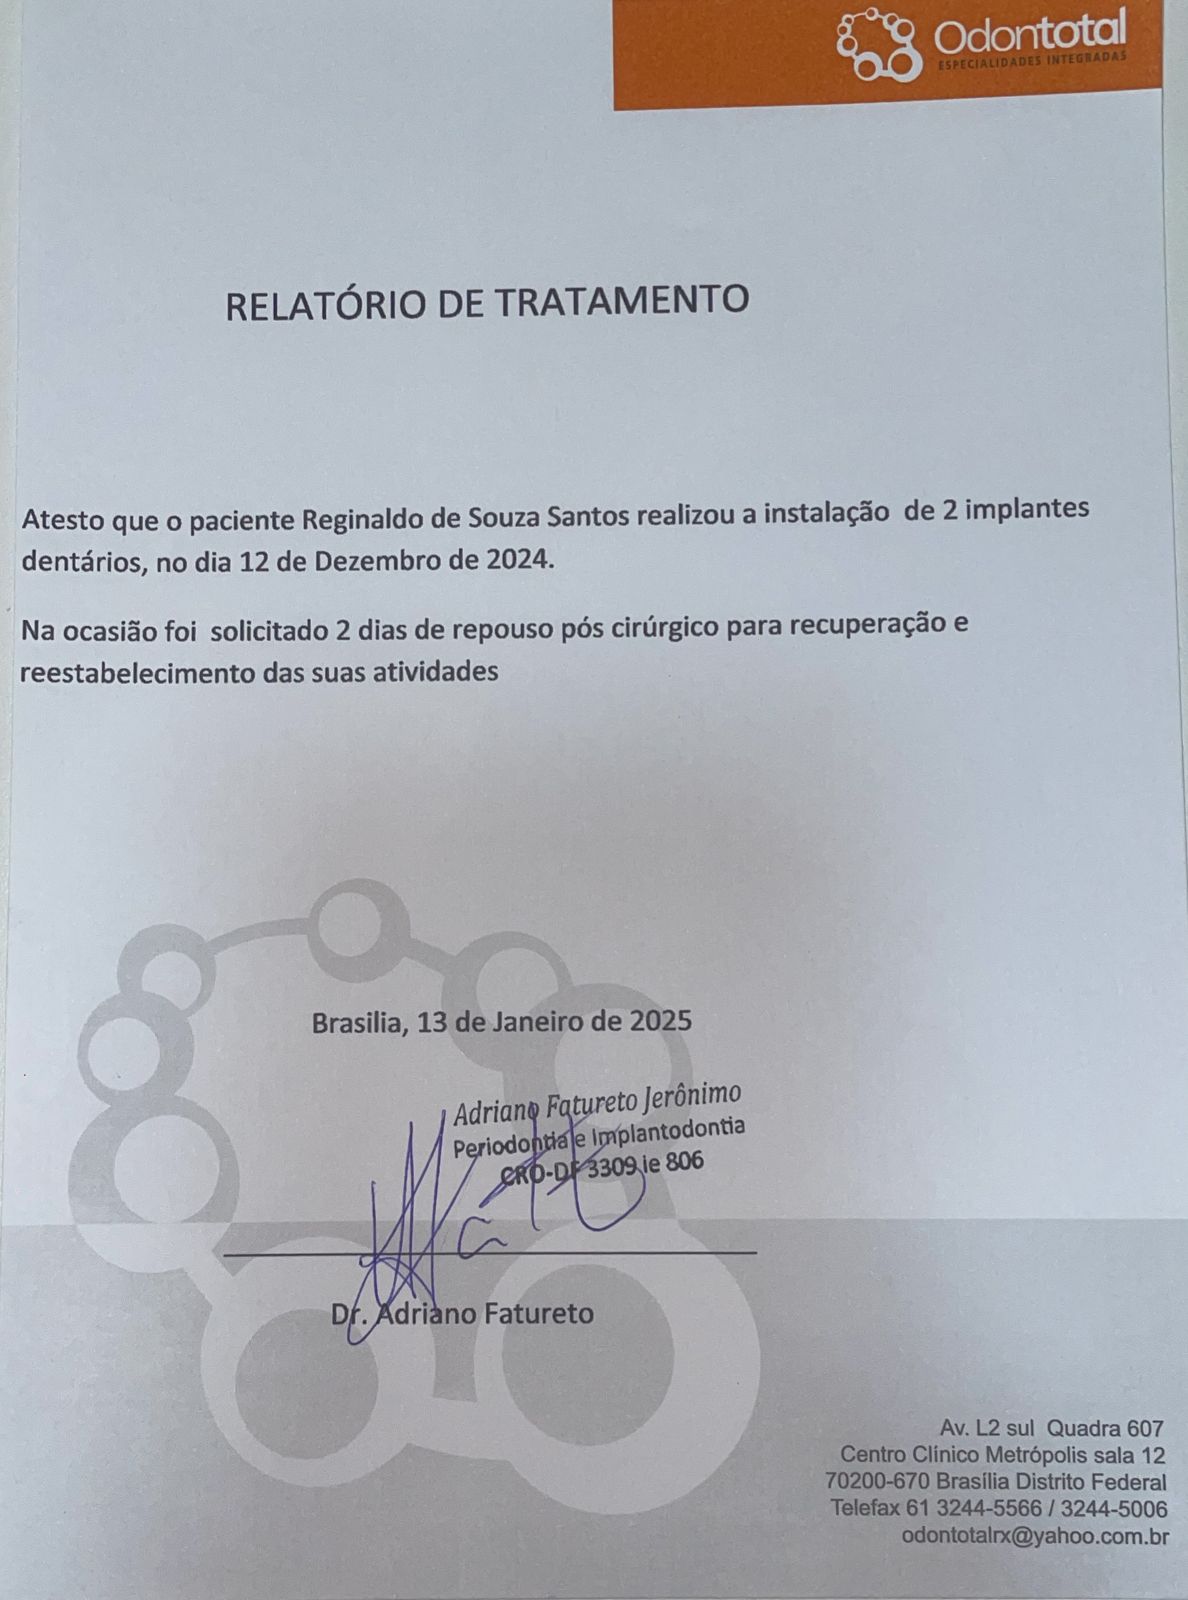 Odontotal
ESPECIALIDADES INTEGRADAS
RELATÓRIO DE TRATAMENTO
Atesto que o paciente Reginaldo de Souza Santos realizou a instalação de 2 implantes
dentários, no dia 12 de Dezembro de 2024.
Na ocasião foi solicitado 2 dias de repouso pós cirúrgico para recuperação e
reestabelecimento das suas atividades
Brasilia, 13 de Janeiro de 2025
Adriano Fatureto Jerônimo
Periodontia e Implantodontia
CRO-DF 3309 ie 806
Dr. Adriano Fatureto
Av. L2 sul Quadra 607
Centro Clínico Metrópolis sala 12
70200-670 Brasília Distrito Federal
Telefax 61 3244-5566 / 3244-5006
odontotalrx@yahoo.com.br